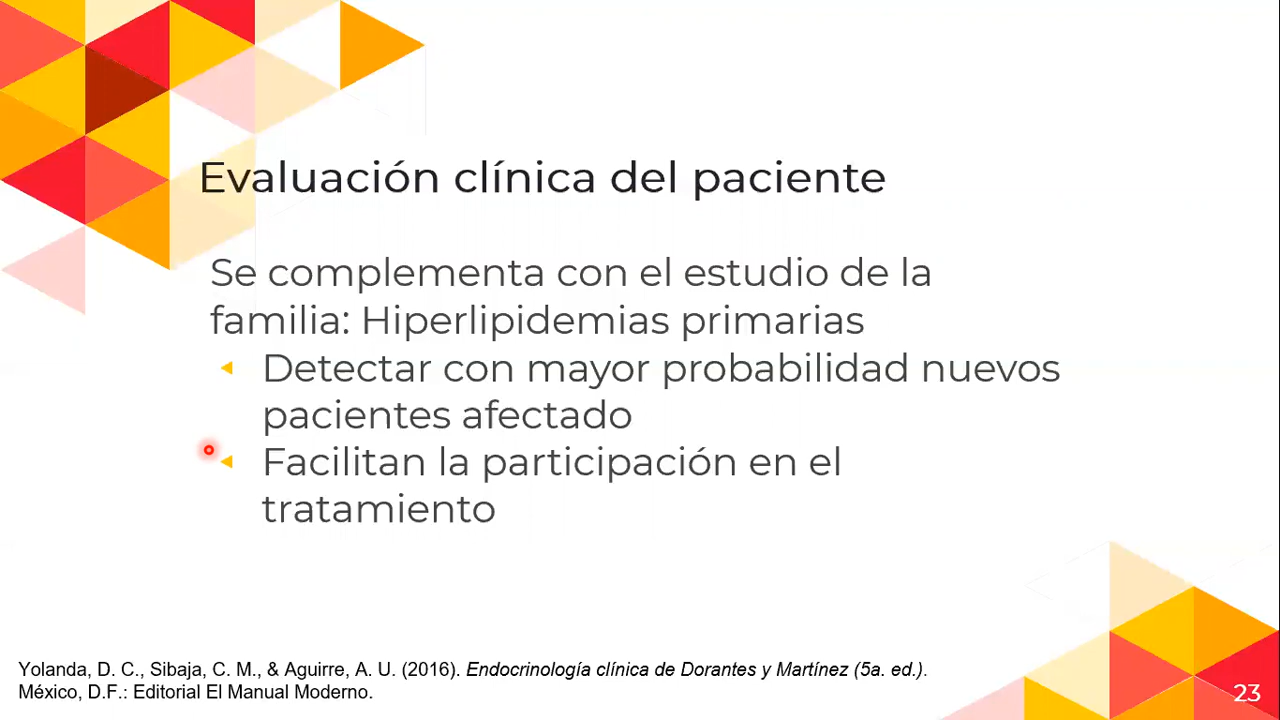 Evaluación clínica del paciente
Se complementa con el estudio de la
familia: Hiperlipidemias primarias
Detectar con mayor probabilidad nuevos
pacientes afectado
Facilitan la participación en el
tratamiento
Yolanda, D. C., Sibaja, C. M., & Aguirre, A. U. (2016). Endocrinología clínica de Dorantes y Martínez (5a. ed.).
México, D.F.: Editorial El Manual Moderno.
23